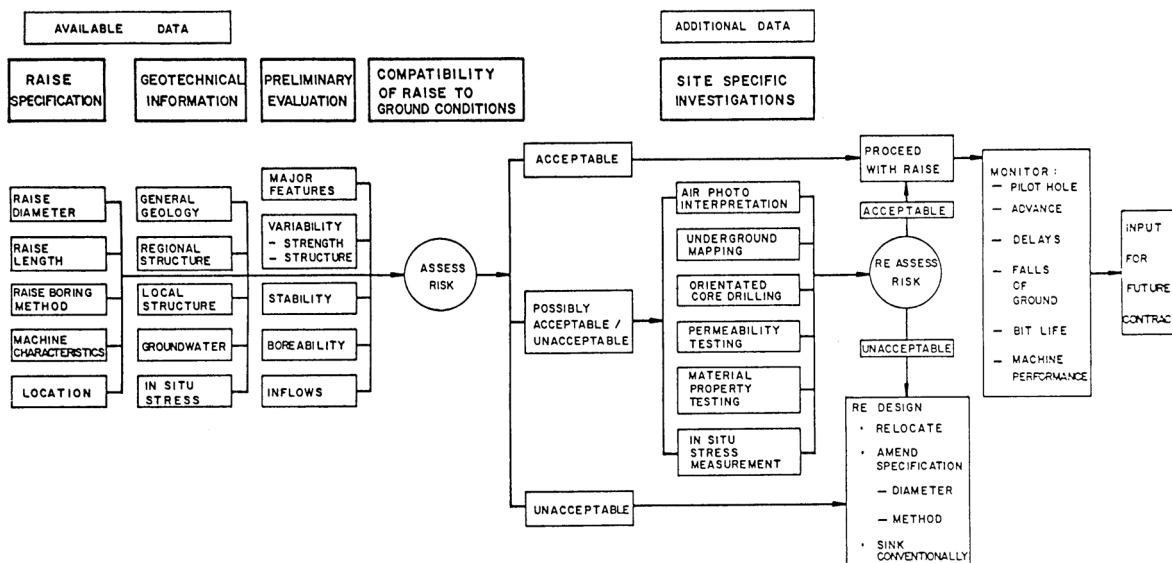 AVAILABLE DATA
ADDITIONAL DATA
RAISE
SPECIFICATION
GEOTECHNICAL
INFORMATION
PRELIMINARY
EVALUATION
COMPATIBILITY
OF RAISE TO
GROUND CONDITIONS
SITE SPECIFIC
INVESTIGATIONS
RAISE
DIAMETER
RAISE
LENGTH
RAISE BORING
METHOD
MACHINE
CHARACTERISTICS
LOCATION
GENERAL
GEOLOGY
REGIONAL
STRUCTURE
LOCAL
STRUCTURE
GROUNDWATER
IN SITU
STRESS
MAJOR
FEATURES
VARIABILITY
- STRENGTH
- STRUCTURE
STABILITY
BOREABILITY
INFLOWS
ASSESS
RISK
ACCEPTABLE
POSSIBLY
ACCEPTABLE /
UNACCEPTABLE
UNACCEPTABLE
AIR PHOTO
INTERPRETATION
UNDERGROUND
MAPPING
ORIENTATED
CORE DRILLING
PERMEABILITY
TESTING
MATERIAL
PROPERTY
TESTING
IN SITU
STRESS
MEASUREMENT
PROCEED
WITH RAISE
ACCEPTABLE
RE ASSESS
RISK
UNACCEPTABLE
RE DESIGN
· RELOCATE
· AMEND
SPECIFICATION
- DIAMETER
- METHOD
· SINK
CONVENTIONALLY
MONITOR :
- PILOT HOLE
- ADVANCE
- DELAYS
- FALLS
OF
GROUND
- BIT LIFE
- MACHINE
PERFORMANCE
INPUT
FOR
FUTURE
CONTRACT